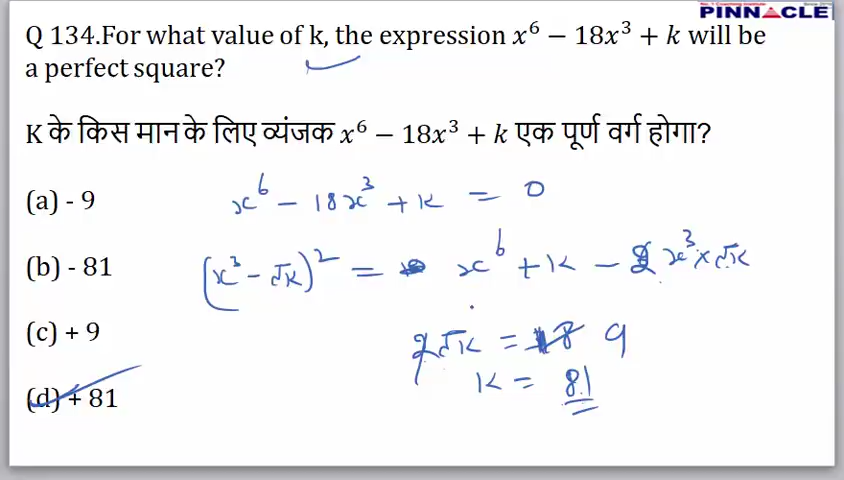 PINNACLE
Q 134.For what value of k, the expression x⁶ − 18x³ + k will be
a perfect square?
K के किस मान के लिए व्यंजक x⁶ − 18x³ + k एक पूर्ण वर्ग होगा?
(a) - 9
x⁶ − 18x³ + k = 0
(b) - 81
(x³ − √k)² = x⁶ + k − 2x³ × √k
(c) + 9
2√k = 18 9
(d) + 81
k = 81